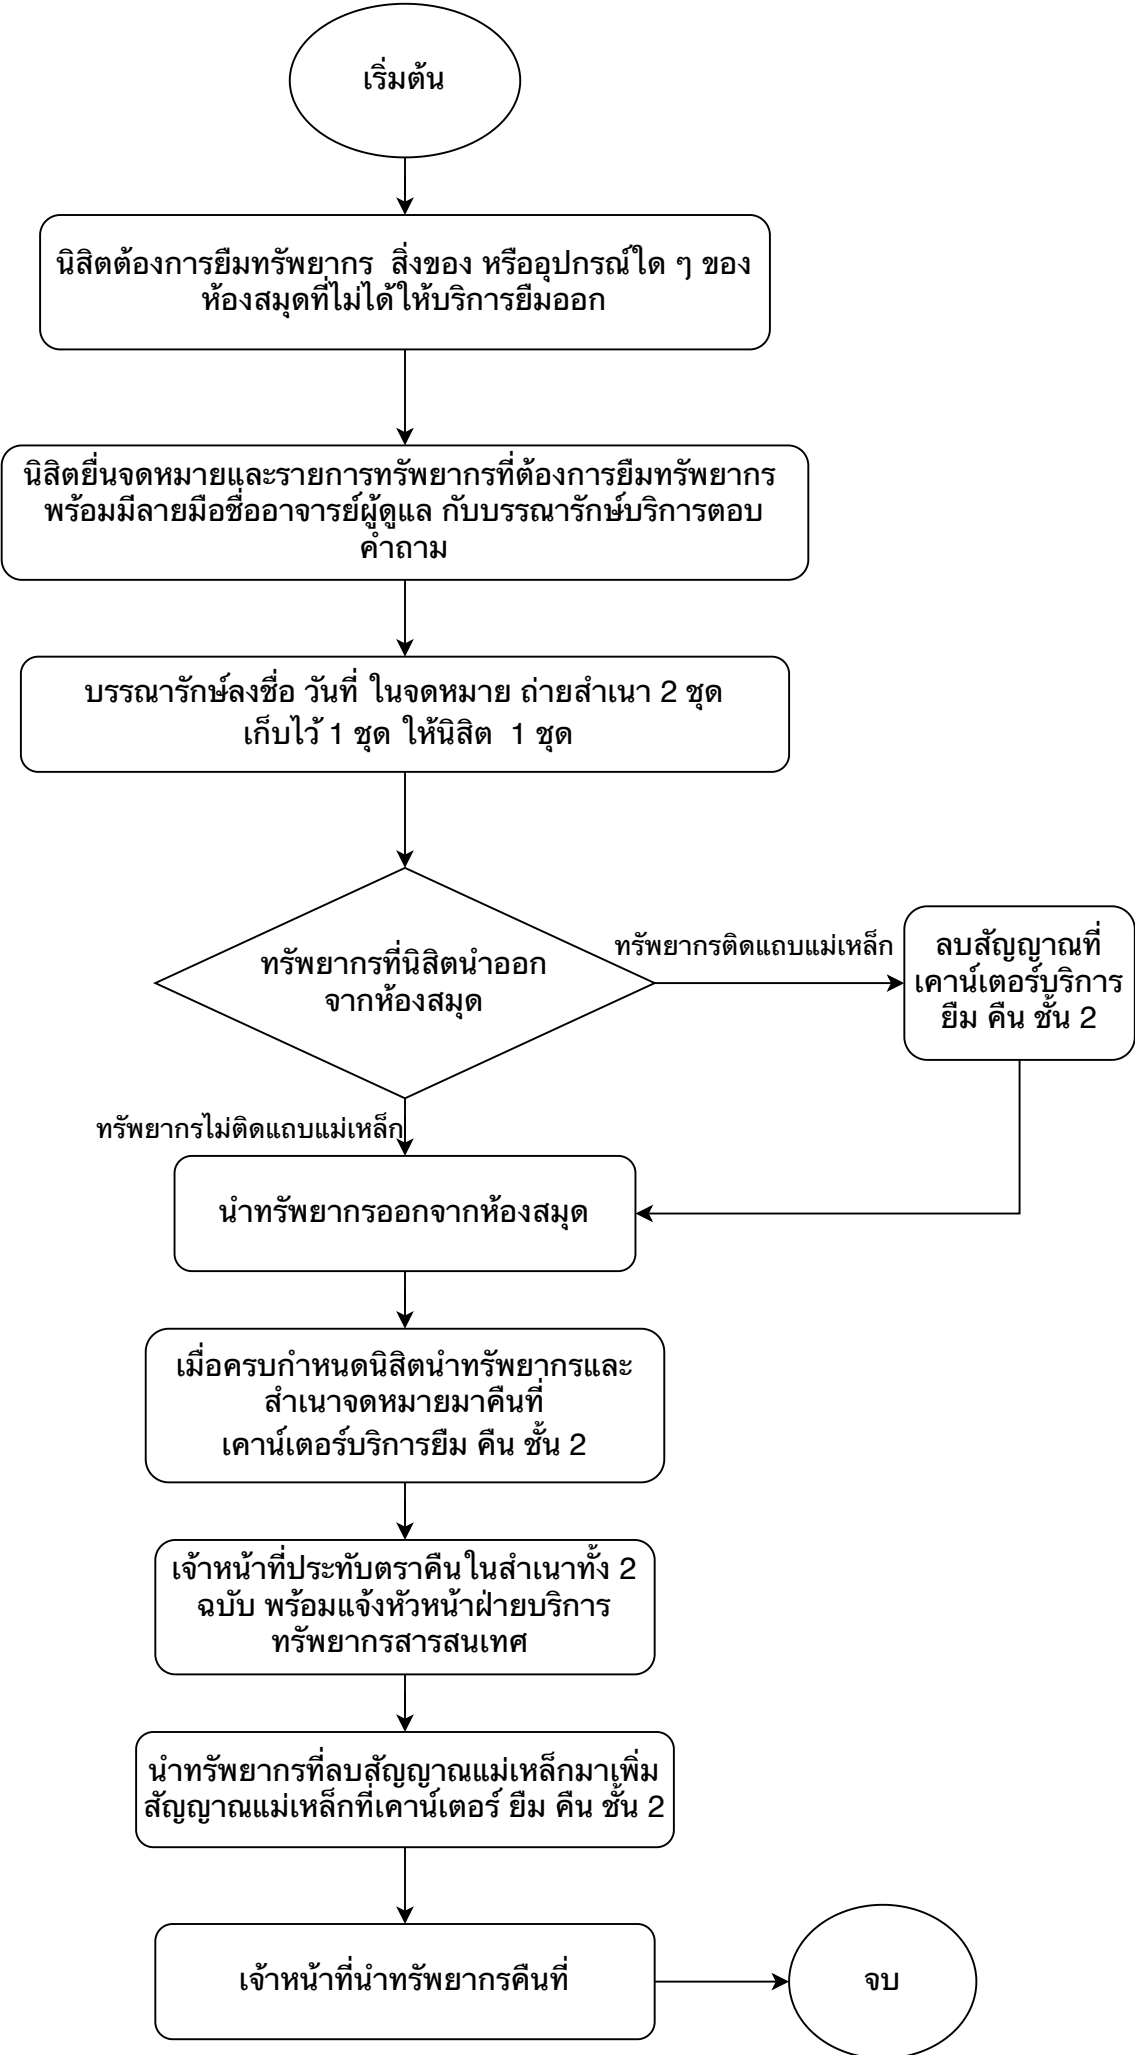 เริ่มต้น
นิสิตต้องการยืมทรัพยากร สิ่งของ หรืออุปกรณ์ใด ๆ ของ
ห้องสมุดที่ไม่ได้ให้บริการยืมออก
นิสิตยื่นจดหมายและรายการทรัพยากรที่ต้องการยืมทรัพยากร
พร้อมมีลายมือชื่ออาจารย์ผู้ดูแล กับบรรณารักษ์บริการตอบ
คำถาม
บรรณารักษ์ลงชื่อ วันที่ ในจดหมาย ถ่ายสำเนา 2 ชุด
เก็บไว้ 1 ชุด ให้นิสิต 1 ชุด
ทรัพยากรที่นิสิตนำออก
จากห้องสมุด
ทรัพยากรติดแถบแม่เหล็ก
ลบสัญญาณที่
เคาน์เตอร์บริการ
ยืม คืน ชั้น 2
ทรัพยากรไม่ติดแถบแม่เหล็ก
นำทรัพยากรออกจากห้องสมุด
เมื่อครบกำหนดนิสิตนำทรัพยากรและ
สำเนาจดหมายมาคืนที่
เคาน์เตอร์บริการยืม คืน ชั้น 2
เจ้าหน้าที่ประทับตราคืนในสำเนาทั้ง 2
ฉบับ พร้อมแจ้งหัวหน้าฝ่ายบริการ
ทรัพยากรสารสนเทศ
นำทรัพยากรที่ลบสัญญาณแม่เหล็กมาเพิ่ม
สัญญาณแม่เหล็กที่เคาน์เตอร์ ยืม คืน ชั้น 2
เจ้าหน้าที่นำทรัพยากรคืนที่
จบ